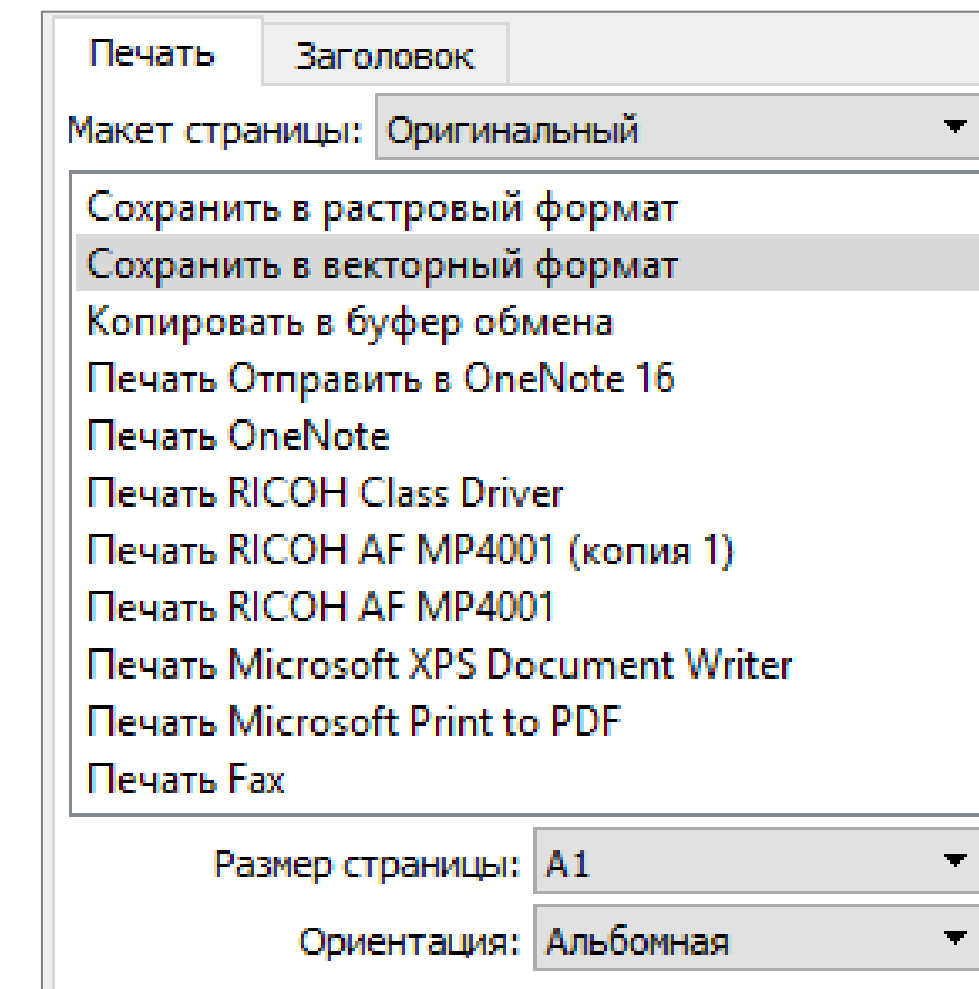 Печать Заголовок
Макет страницы: Оригинальный
Сохранить в растровый формат
Сохранить в векторный формат
Копировать в буфер обмена
Печать Отправить в OneNote 16
Печать OneNote
Печать RICOH Class Driver
Печать RICOH AF MP4001 (копия 1)
Печать RICOH AF MP4001
Печать Microsoft XPS Document Writer
Печать Microsoft Print to PDF
Печать Fax
Размер страницы: A1
Ориентация: Альбомная